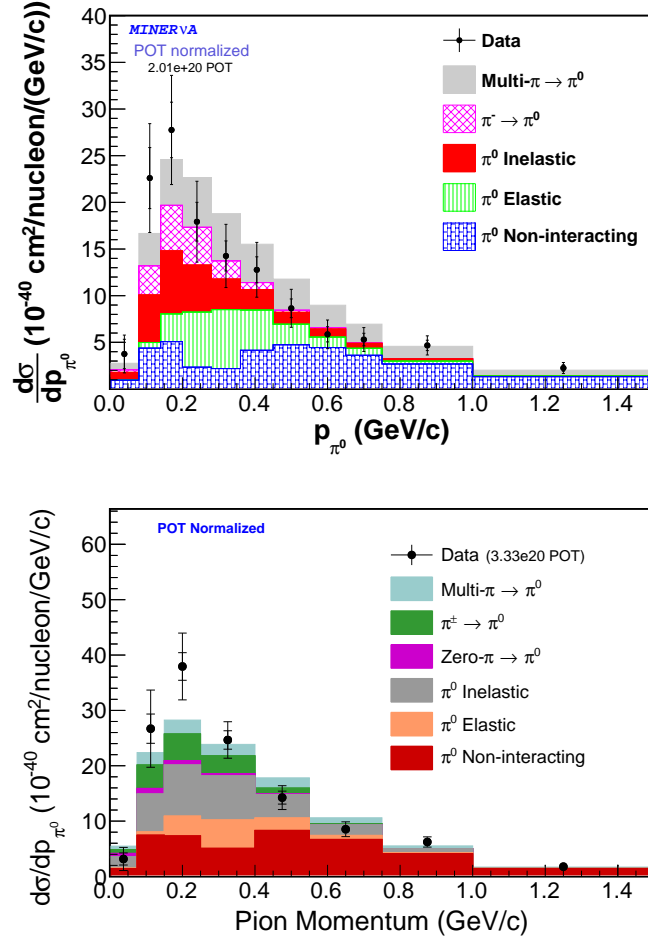 MINERνA
POT normalized
2.01e+20 POT
Data
Multi-π → π⁰
π⁻ → π⁰
π⁰ Inelastic
π⁰ Elastic
π⁰ Non-interacting
dσ/dp_π⁰ (10⁻⁴⁰ cm²/nucleon/(GeV/c))
40
35
30
25
20
15
10
5
0.0 0.2 0.4 0.6 0.8 1.0 1.2 1.4
p_π⁰ (GeV/c)
POT Normalized
Data (3.33e20 POT)
Multi-π → π⁰
π± → π⁰
Zero-π → π⁰
π⁰ Inelastic
π⁰ Elastic
π⁰ Non-interacting
dσ/dp_π⁰ (10⁻⁴⁰ cm²/nucleon/GeV/c)
60
50
40
30
20
10
0
0.0 0.2 0.4 0.6 0.8 1.0 1.2 1.4
Pion Momentum (GeV/c)